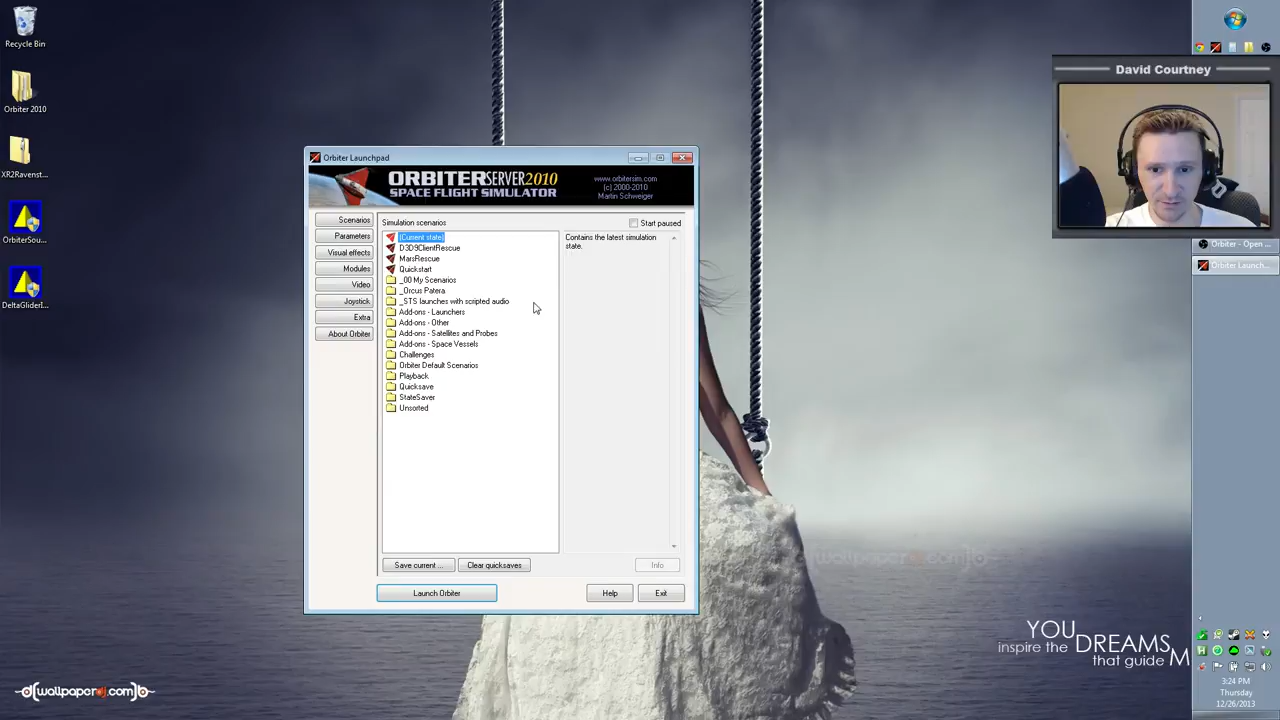 Recycle Bin
Orbiter 2010
XR2Ravenst...
OrbiterSou...
DeltaGliderI...
David Courtney
Orbiter - Open ...
Orbiter Launch...
Orbiter Launchpad
ORBITERSERVER2010
SPACE FLIGHT SIMULATOR
www.orbitersim.com
(c) 2000-2010
Martin Schweiger
Scenarios
Parameters
Visual effects
Modules
Video
Joystick
Extra
About Orbiter
Simulation scenarios
Start paused
(Current state)
D3D9ClientRescue
MarsRescue
Quickstart
_00 My Scenarios
_Orcus Patera
_STS launches with scripted audio
Add-ons - Launchers
Add-ons - Other
Add-ons - Satellites and Probes
Add-ons - Space Vessels
Challenges
Orbiter Default Scenarios
Playback
Quicksave
StateSaver
Unsorted
Contains the latest simulation
state.
Save current ...
Clear quicksaves
Info
Launch Orbiter
Help
Exit
YOU
inspire the DREAMS
that guide M
d[wallpaperdj.com]b
3:24 PM
Thursday
12/26/2013